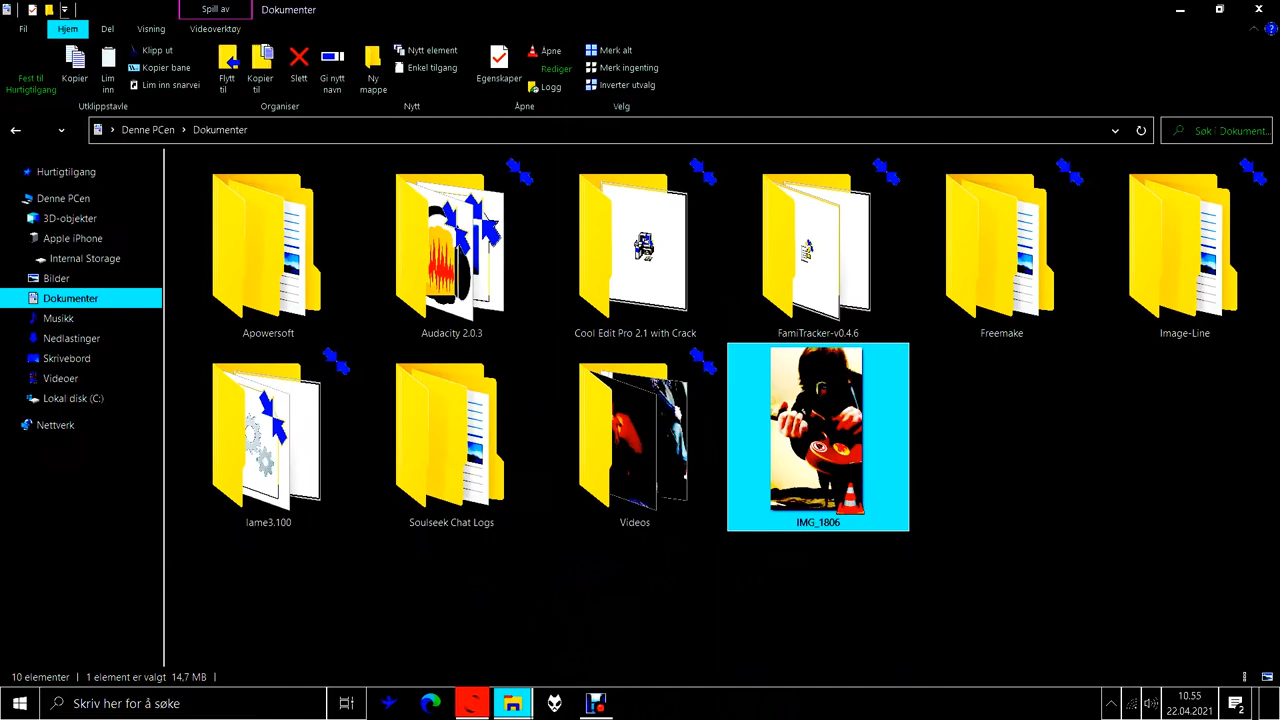 Spill av
Dokumenter
Fil
Hjem
Del
Visning
Videoverktøy
Fest til
Hurtigtilgang
Kopier
Lim
inn
Klipp ut
Kopier bane
Lim inn snarvei
Utklippstavle
Flytt
til
Kopier
til
Slett
Gi nytt
navn
Organiser
Ny
mappe
Nytt element
Enkel tilgang
Nytt
Egenskaper
Åpne
Rediger
Logg
Åpne
Merk alt
Merk ingenting
Inverter utvalg
Velg
Denne PCen > Dokumenter
Søk i Dokument...
Hurtigtilgang
Denne PCen
3D-objekter
Apple iPhone
Internal Storage
Bilder
Dokumenter
Musikk
Nedlastinger
Skrivebord
Videoer
Lokal disk (C:)
Nettverk
Apowersoft
Audacity 2.0.3
Cool Edit Pro 2.1 with Crack
FamiTracker-v0.4.6
Freemake
Image-Line
lame3.100
Soulseek Chat Logs
Videos
IMG_1806
10 elementer
1 element er valgt 14,7 MB
Skriv her for å søke
10.55
22.04.2021
2